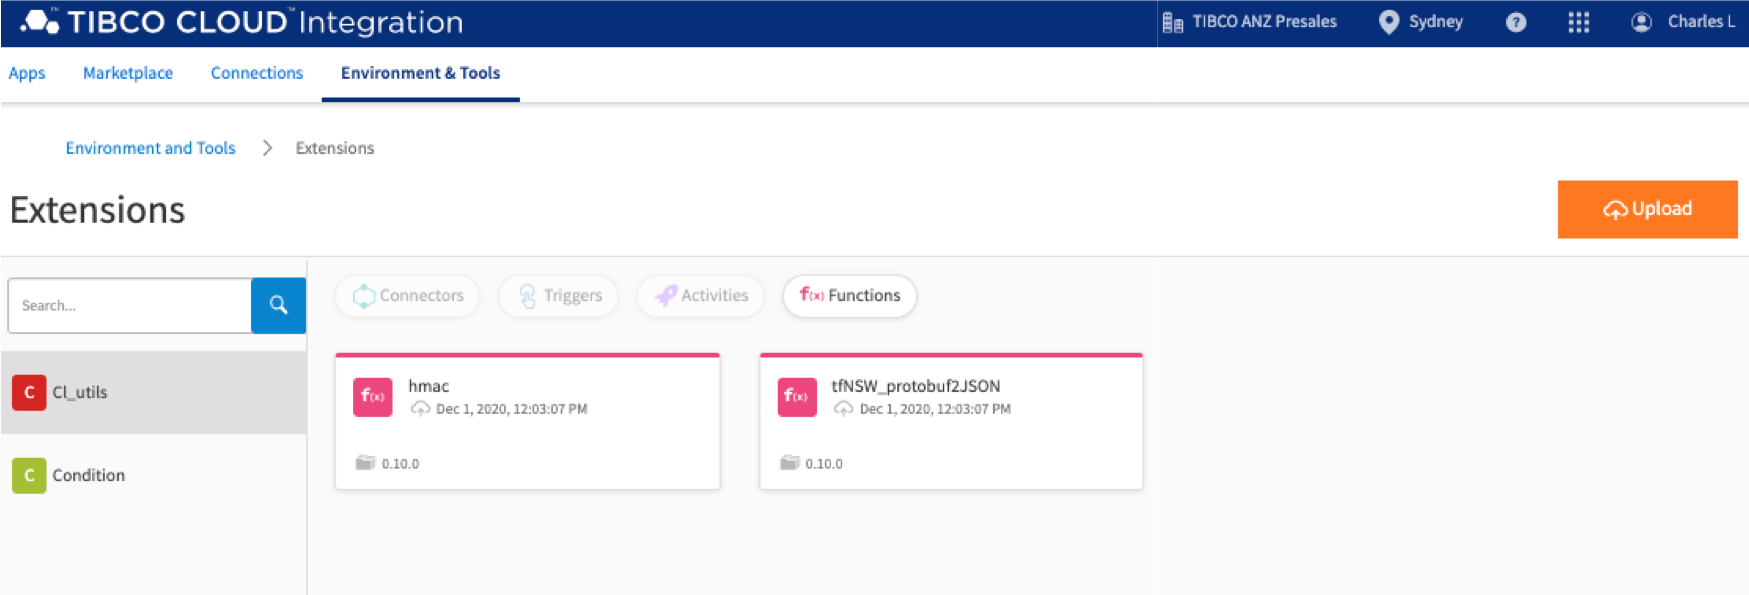 TIBCO CLOUD™ Integration
TIBCO ANZ Presales
Sydney
?
Charles L
Apps
Marketplace
Connections
Environment & Tools
Environment and Tools > Extensions
Extensions
Upload
Search...
Connectors
Triggers
Activities
f(x) Functions
C Cl_utils
C Condition
f(x) hmac
Dec 1, 2020, 12:03:07 PM
0.10.0
f(x) tfNSW_protobuf2JSON
Dec 1, 2020, 12:03:07 PM
0.10.0